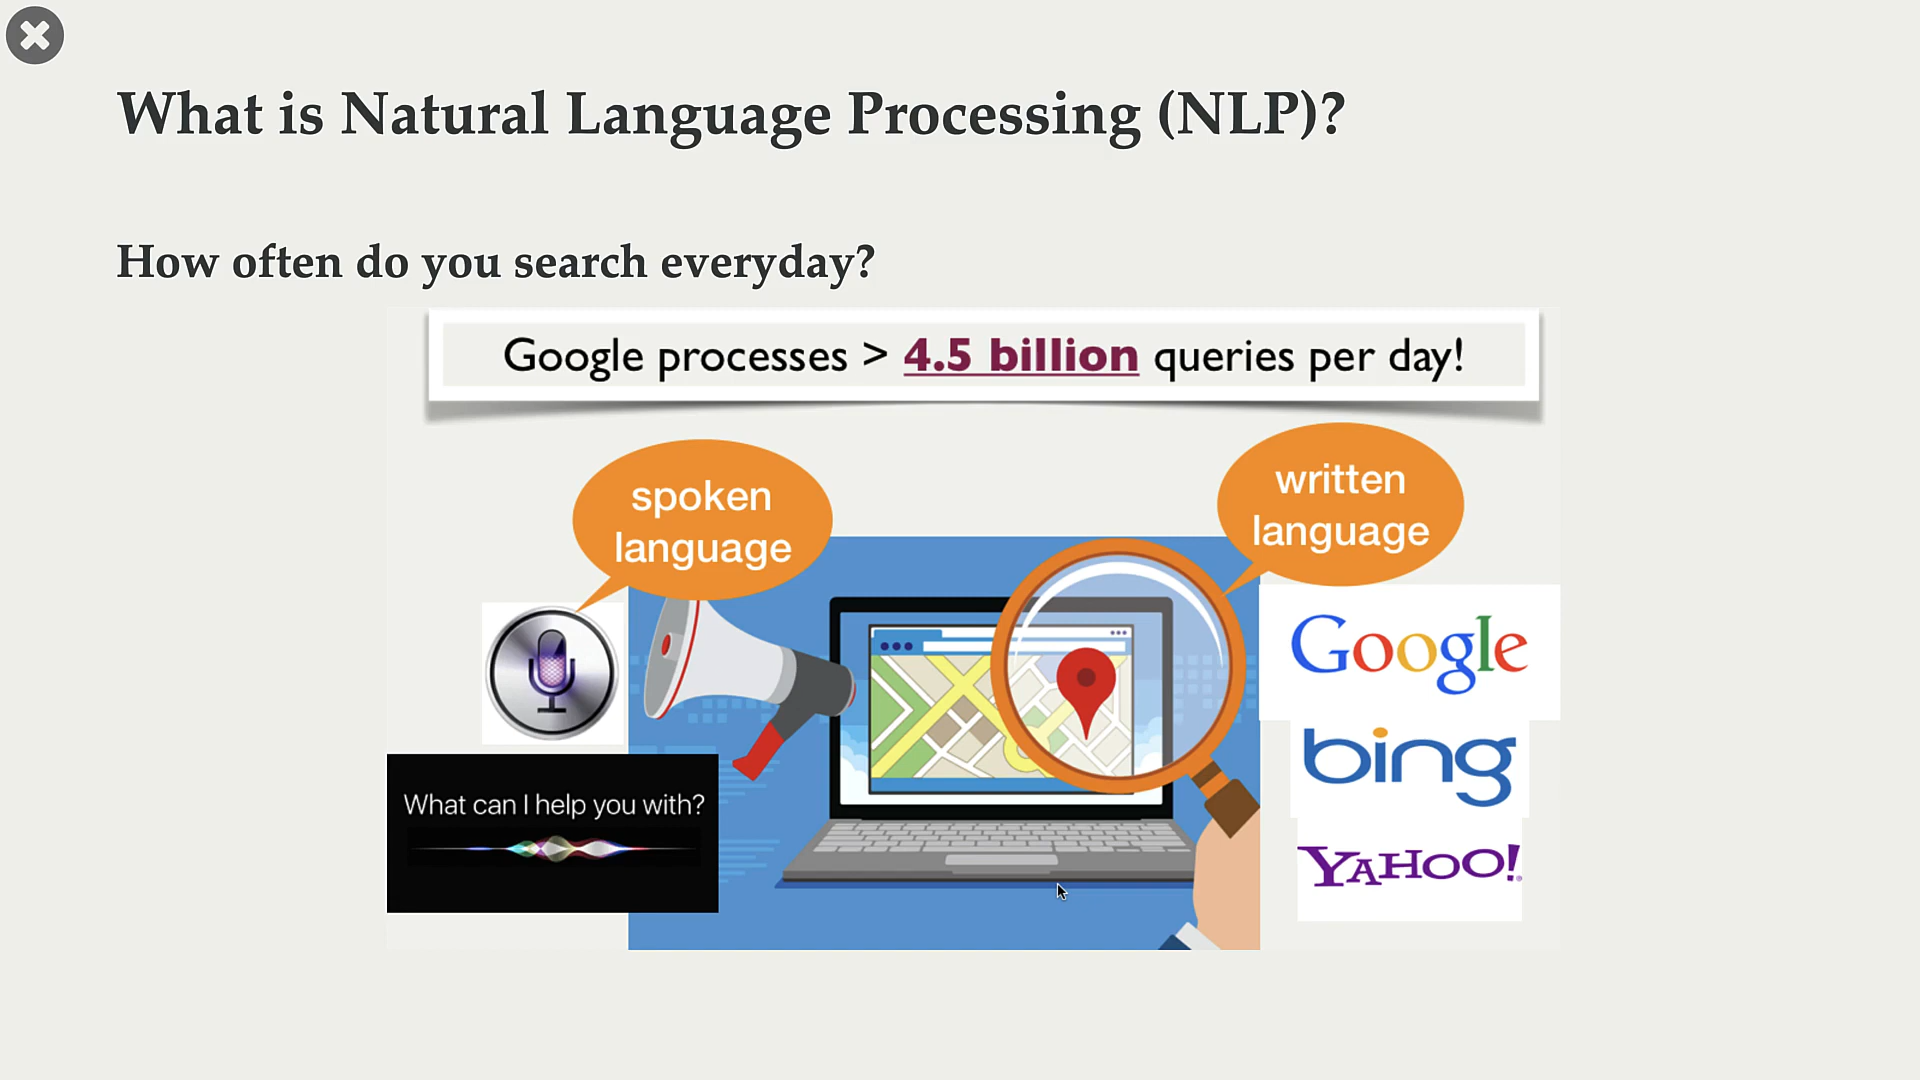 What is Natural Language Processing (NLP)?
How often do you search everyday?
Google processes > 4.5 billion queries per day!
spoken
language
written
language
Google
bing
What can I help you with?
YAHOO!